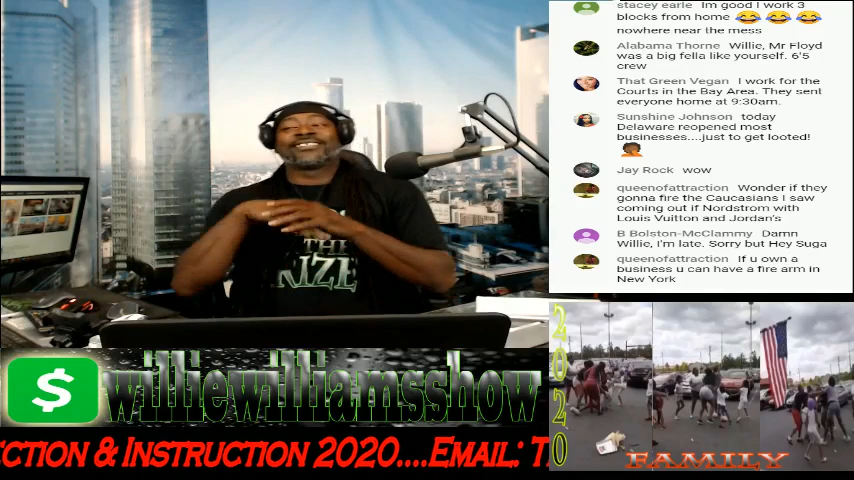 stacey earle Im good I work 3
blocks from home 😂 😂 😂
nowhere near the mess
Alabama Thorne Willie, Mr Floyd
was a big fella like yourself. 6'5
crew
That Green Vegan I work for the
Courts in the Bay Area. They sent
everyone home at 9:30am.
Sunshine Johnson today
Delaware reopened most
businesses....just to get looted!
Jay Rock wow
queenofattraction Wonder if they
gonna fire the Caucasians I saw
coming out if Nordstrom with
Louis Vuitton and Jordan's
B Bolston-McClammy Damn
Willie, I'm late. Sorry but Hey Suga
queenofattraction If u own a
business u can have a fire arm in
New York
THE
RIZE
$ williewilliamsshow
2020
FAMILY
CTION & INSTRUCTION 2020....EMAIL: